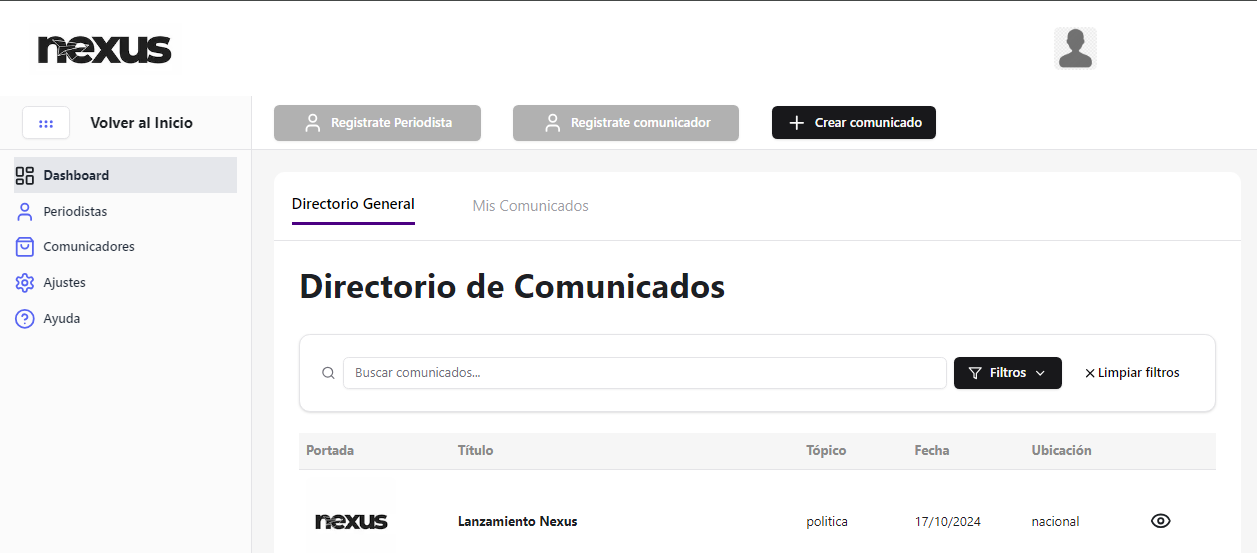 nexus
Volver al Inicio
Registrate Periodista
Registrate comunicador
Crear comunicado
Dashboard
Periodistas
Comunicadores
Ajustes
Ayuda
Directorio General
Mis Comunicados
Directorio de Comunicados
Buscar comunicados...
Filtros
Limpiar filtros
Portada Título Tópico Fecha Ubicación
nexus Lanzamiento Nexus politica 17/10/2024 nacional